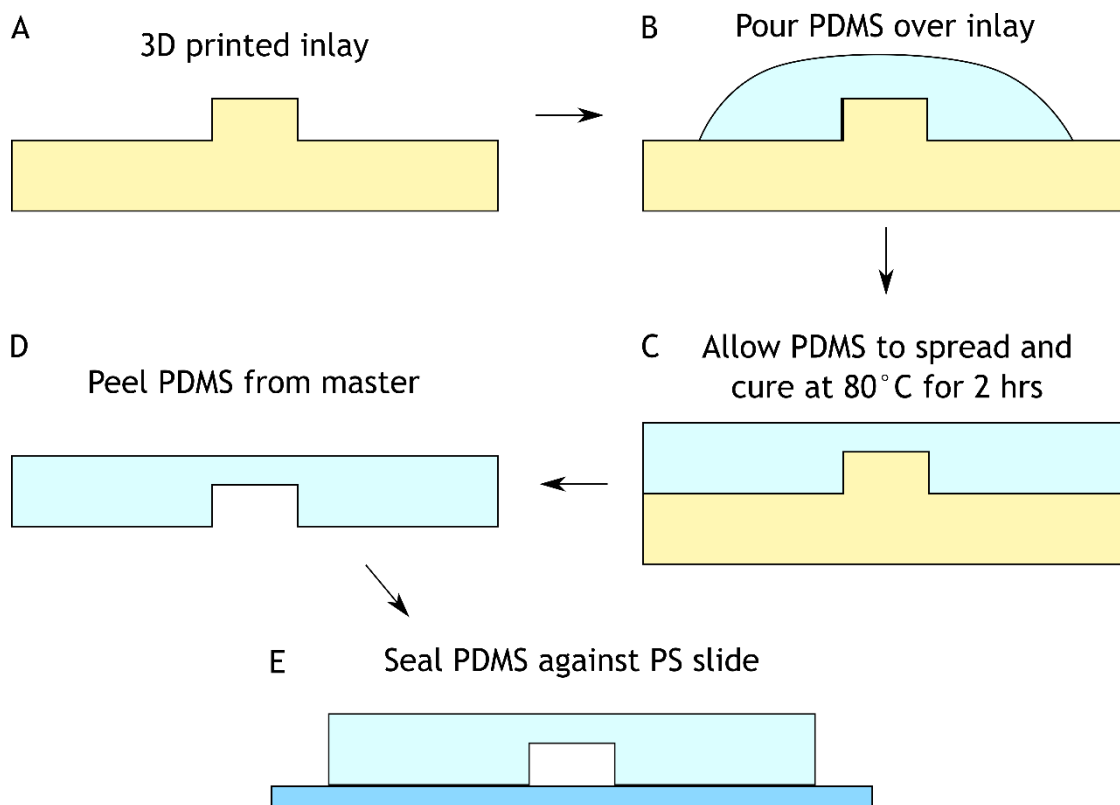 A
3D printed inlay
B
Pour PDMS over inlay
C
Allow PDMS to spread and
cure at 80°C for 2 hrs
D
Peel PDMS from master
E
Seal PDMS against PS slide